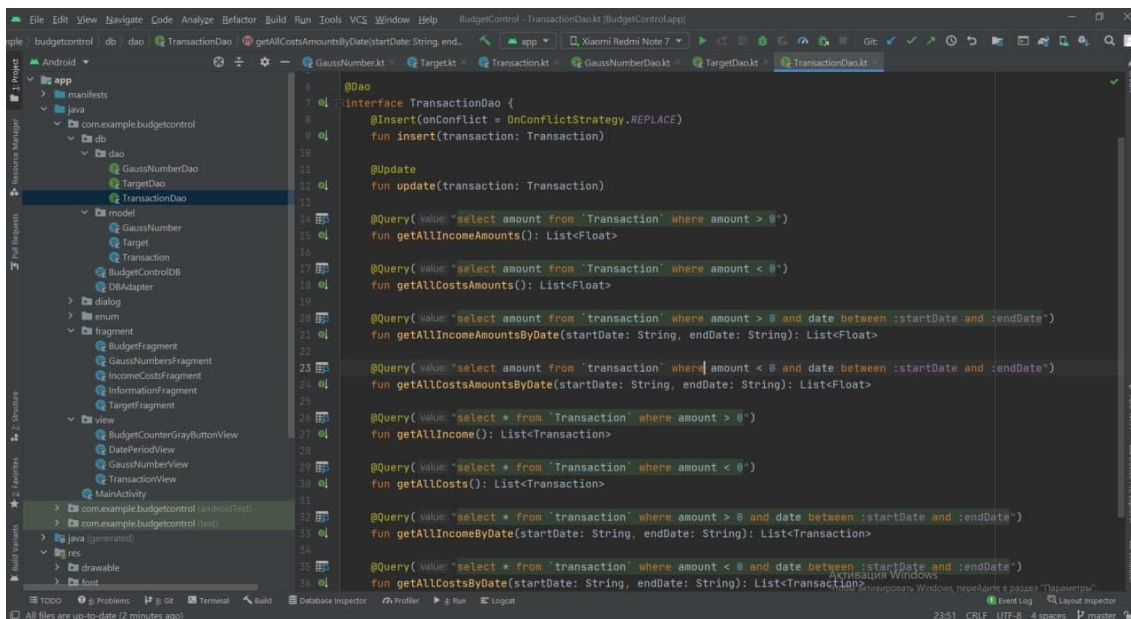 File Edit View Navigate Code Analyze Refactor Build Run Tools VCS Window Help BudgetControl - TransactionDao.kt [BudgetControl.app]
budgetcontrol db dao TransactionDao getAllCostsAmountsByDate(startDate: String, end... app Xiaomi Redmi Note 7 Git:
Android GaussNumber.kt Target.kt Transaction.kt GaussNumberDao.kt TargetDao.kt TransactionDao.kt
1: Project
Resource Manager
Pull Requests
Z: Structure
2: Favorites
Build Variants
app
manifests
java
com.example.budgetcontrol
db
dao
GaussNumberDao
TargetDao
TransactionDao
model
GaussNumber
Target
Transaction
BudgetControlDB
DBAdapter
dialog
enum
fragment
BudgetFragment
GaussNumbersFragment
IncomeCostsFragment
InformationFragment
TargetFragment
view
BudgetCounterGrayButtonView
DatePeriodView
GaussNumberView
TransactionView
MainActivity
com.example.budgetcontrol (androidTest)
com.example.budgetcontrol (test)
java (generated)
res
drawable
font
6 @Dao
7 interface TransactionDao {
8 @Insert(onConflict = OnConflictStrategy.REPLACE)
9 fun insert(transaction: Transaction)
10
11 @Update
12 fun update(transaction: Transaction)
13
14 @Query( value: "select amount from `Transaction` where amount > 0")
15 fun getAllIncomeAmounts(): List<Float>
16
17 @Query( value: "select amount from `Transaction` where amount < 0")
18 fun getAllCostsAmounts(): List<Float>
19
20 @Query( value: "select amount from `transaction` where amount > 0 and date between :startDate and :endDate")
21 fun getAllIncomeAmountsByDate(startDate: String, endDate: String): List<Float>
22
23 @Query( value: "select amount from `transaction` where amount < 0 and date between :startDate and :endDate")
24 fun getAllCostsAmountsByDate(startDate: String, endDate: String): List<Float>
25
26 @Query( value: "select * from `Transaction` where amount > 0")
27 fun getAllIncome(): List<Transaction>
28
29 @Query( value: "select * from `Transaction` where amount < 0")
30 fun getAllCosts(): List<Transaction>
31
32 @Query( value: "select * from `transaction` where amount > 0 and date between :startDate and :endDate")
33 fun getAllIncomeByDate(startDate: String, endDate: String): List<Transaction>
34
35 @Query( value: "select * from `transaction` where amount < 0 and date between :startDate and :endDate")
36 fun getAllCostsByDate(startDate: String, endDate: String): List<Transaction>
Активация Windows
Чтобы активировать Windows, перейдите в раздел "Параметры".
TODO 6: Problems 9: Git Terminal Build Database Inspector Profiler 4: Run Logcat 1 Event Log Layout Inspector
All files are up-to-date (2 minutes ago) 23:51 CRLF UTF-8 4 spaces master